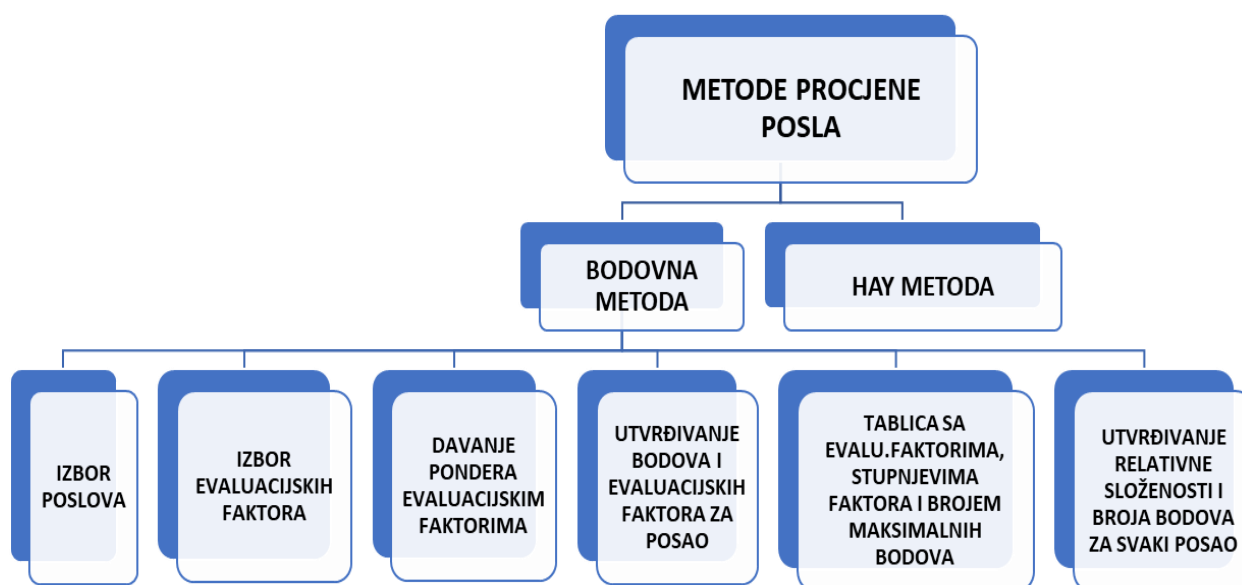 METODE PROCJENE
POSLA
BODOVNA
METODA
HAY METODA
IZBOR
POSLOVA
IZBOR
EVALUACIJSKIH
FAKTORA
DAVANJE
PONDERA
EVALUACIJSKIM
FAKTORIMA
UTVRĐIVANJE
BODOVA I
EVALUACIJSKIH
FAKTORA ZA
POSAO
TABLICA SA
EVALU.FAKTORIMA,
STUPNJEVIMA
FAKTORA I BROJEM
MAKSIMALNIH
BODOVA
UTVRĐIVANJE
RELATIVNE
SLOŽENOSTI I
BROJA BODOVA
ZA SVAKI POSAO